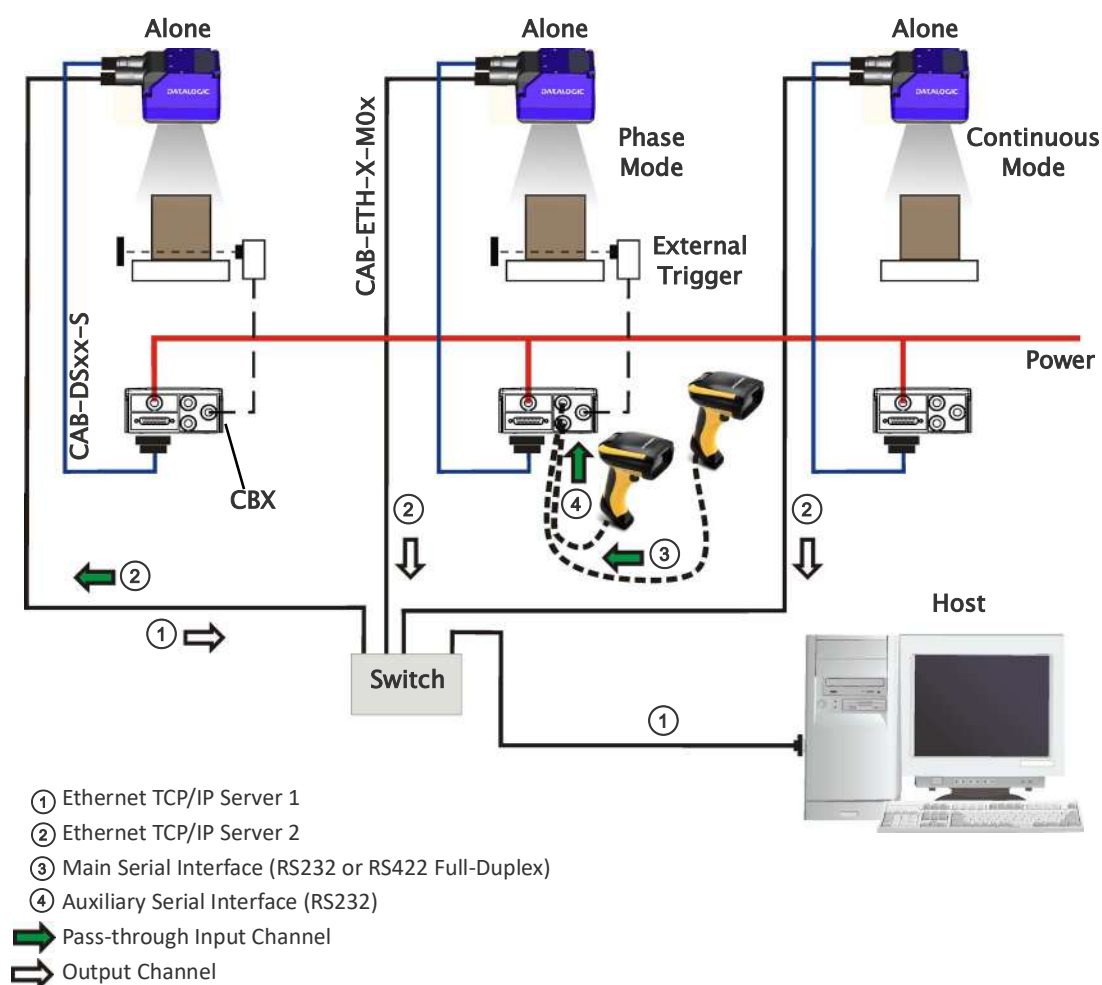 Alone
Alone
Alone
DATALOGIC
DATALOGIC
DATALOGIC
Phase
Mode
Continuous
Mode
CAB-ETH-X-M0x
External
Trigger
CAB-DSxx-S
Power
CBX
4
2
2
3
2
1
Host
Switch
1
1 Ethernet TCP/IP Server 1
2 Ethernet TCP/IP Server 2
3 Main Serial Interface (RS232 or RS422 Full-Duplex)
4 Auxiliary Serial Interface (RS232)
Pass-through Input Channel
Output Channel